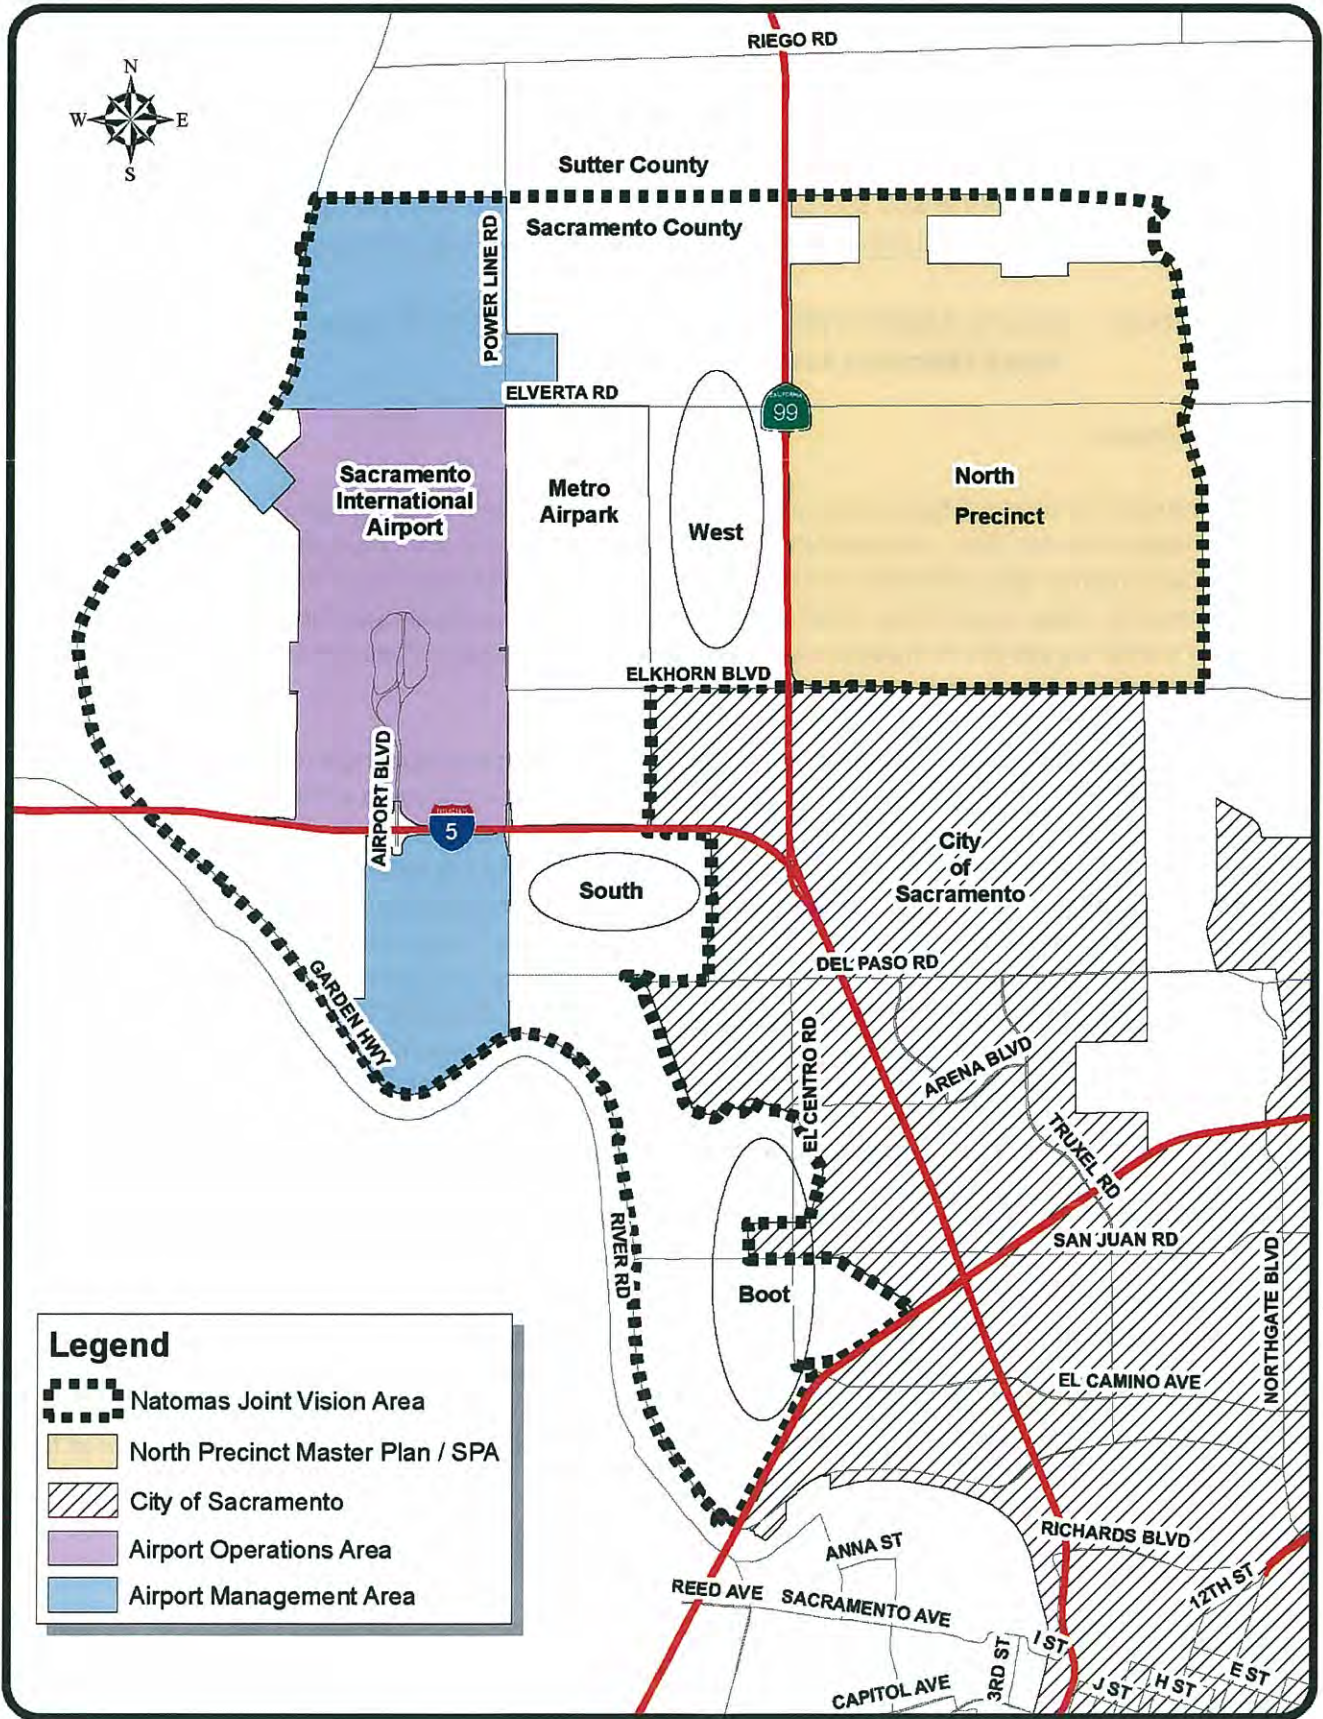 RIEGO RD
N
W E
S
Sutter County
Sacramento County
POWER LINE RD
ELVERTA RD
CALIFORNIA
99
Sacramento
International
Airport
Metro
Airpark
West
North
Precinct
ELKHORN BLVD
AIRPORT BLVD
5
South
City
of
Sacramento
DEL PASO RD
GARDEN HWY
EL CENTRO RD
ARENA BLVD
TRUXEL RD
RIVER RD
SAN JUAN RD
NORTHGATE BLVD
Boot
EL CAMINO AVE
Legend
Natomas Joint Vision Area
North Precinct Master Plan / SPA
City of Sacramento
Airport Operations Area
Airport Management Area
RICHARDS BLVD
ANNA ST
12TH ST
REED AVE
SACRAMENTO AVE
I ST
3RD ST
E ST
H ST
J ST
CAPITOL AVE